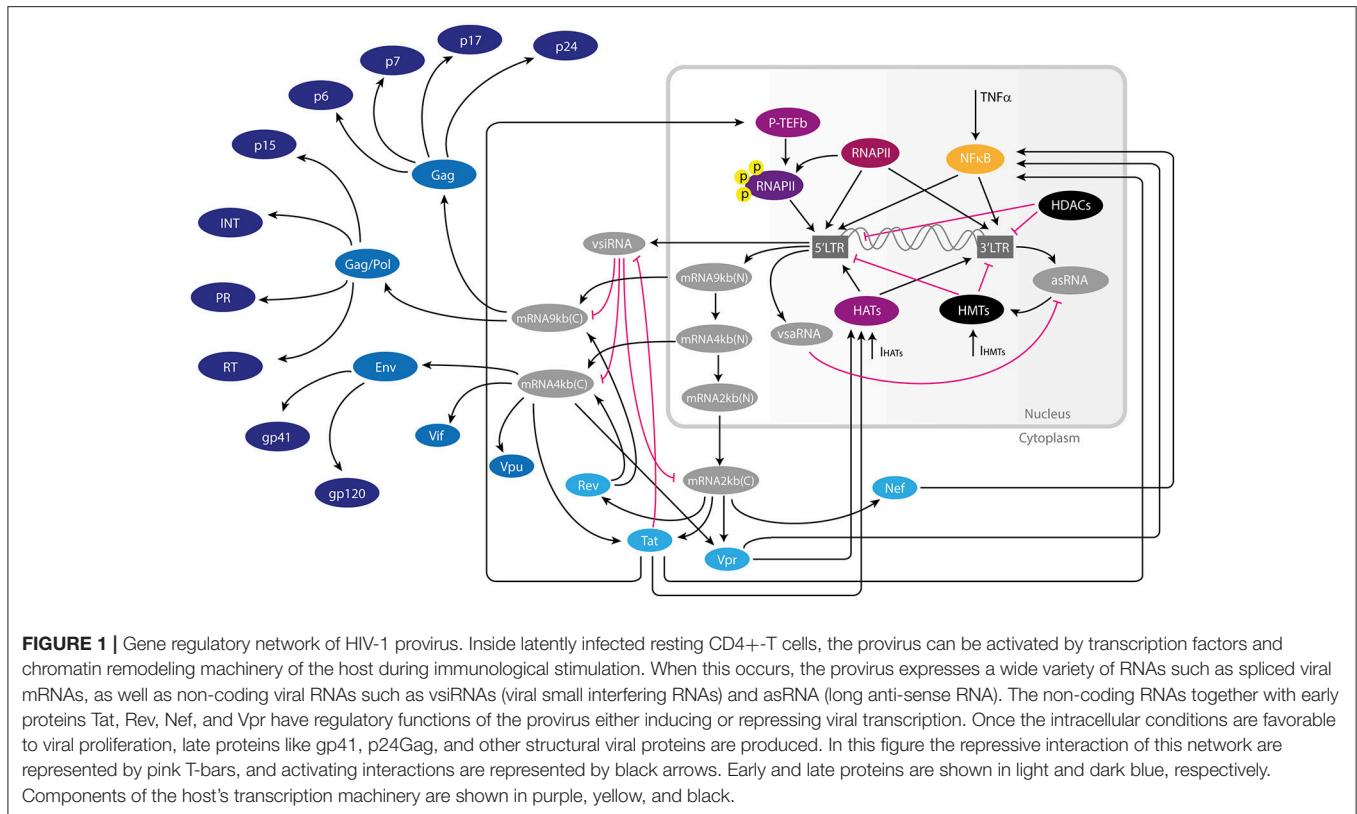 p17
p24
p7
p6
p15
Gag
INT
Gag/Pol
PR
RT
Env
gp41
gp120
Vif
Vpu
Rev
Tat
Vpr
Nef
vsiRNA
mRNA9kb(C)
mRNA4kb(C)
mRNA9kb(N)
mRNA4kb(N)
mRNA2kb(N)
mRNA2kb(C)
vsaRNA
P-TEFb
RNAPII
p
p
p
RNAPII
TNFα
NFκB
HDACs
5'LTR
3'LTR
asRNA
HATs
HMTs
IHATs
IHMTs
Nucleus
Cytoplasm
FIGURE 1 | Gene regulatory network of HIV-1 provirus. Inside latently infected resting CD4+-T cells, the provirus can be activated by transcription factors and
chromatin remodeling machinery of the host during immunological stimulation. When this occurs, the provirus expresses a wide variety of RNAs such as spliced viral
mRNAs, as well as non-coding viral RNAs such as vsiRNAs (viral small interfering RNAs) and asRNA (long anti-sense RNA). The non-coding RNAs together with early
proteins Tat, Rev, Nef, and Vpr have regulatory functions of the provirus either inducing or repressing viral transcription. Once the intracellular conditions are favorable
to viral proliferation, late proteins like gp41, p24Gag, and other structural viral proteins are produced. In this figure the repressive interaction of this network are
represented by pink T-bars, and activating interactions are represented by black arrows. Early and late proteins are shown in light and dark blue, respectively.
Components of the host's transcription machinery are shown in purple, yellow, and black.